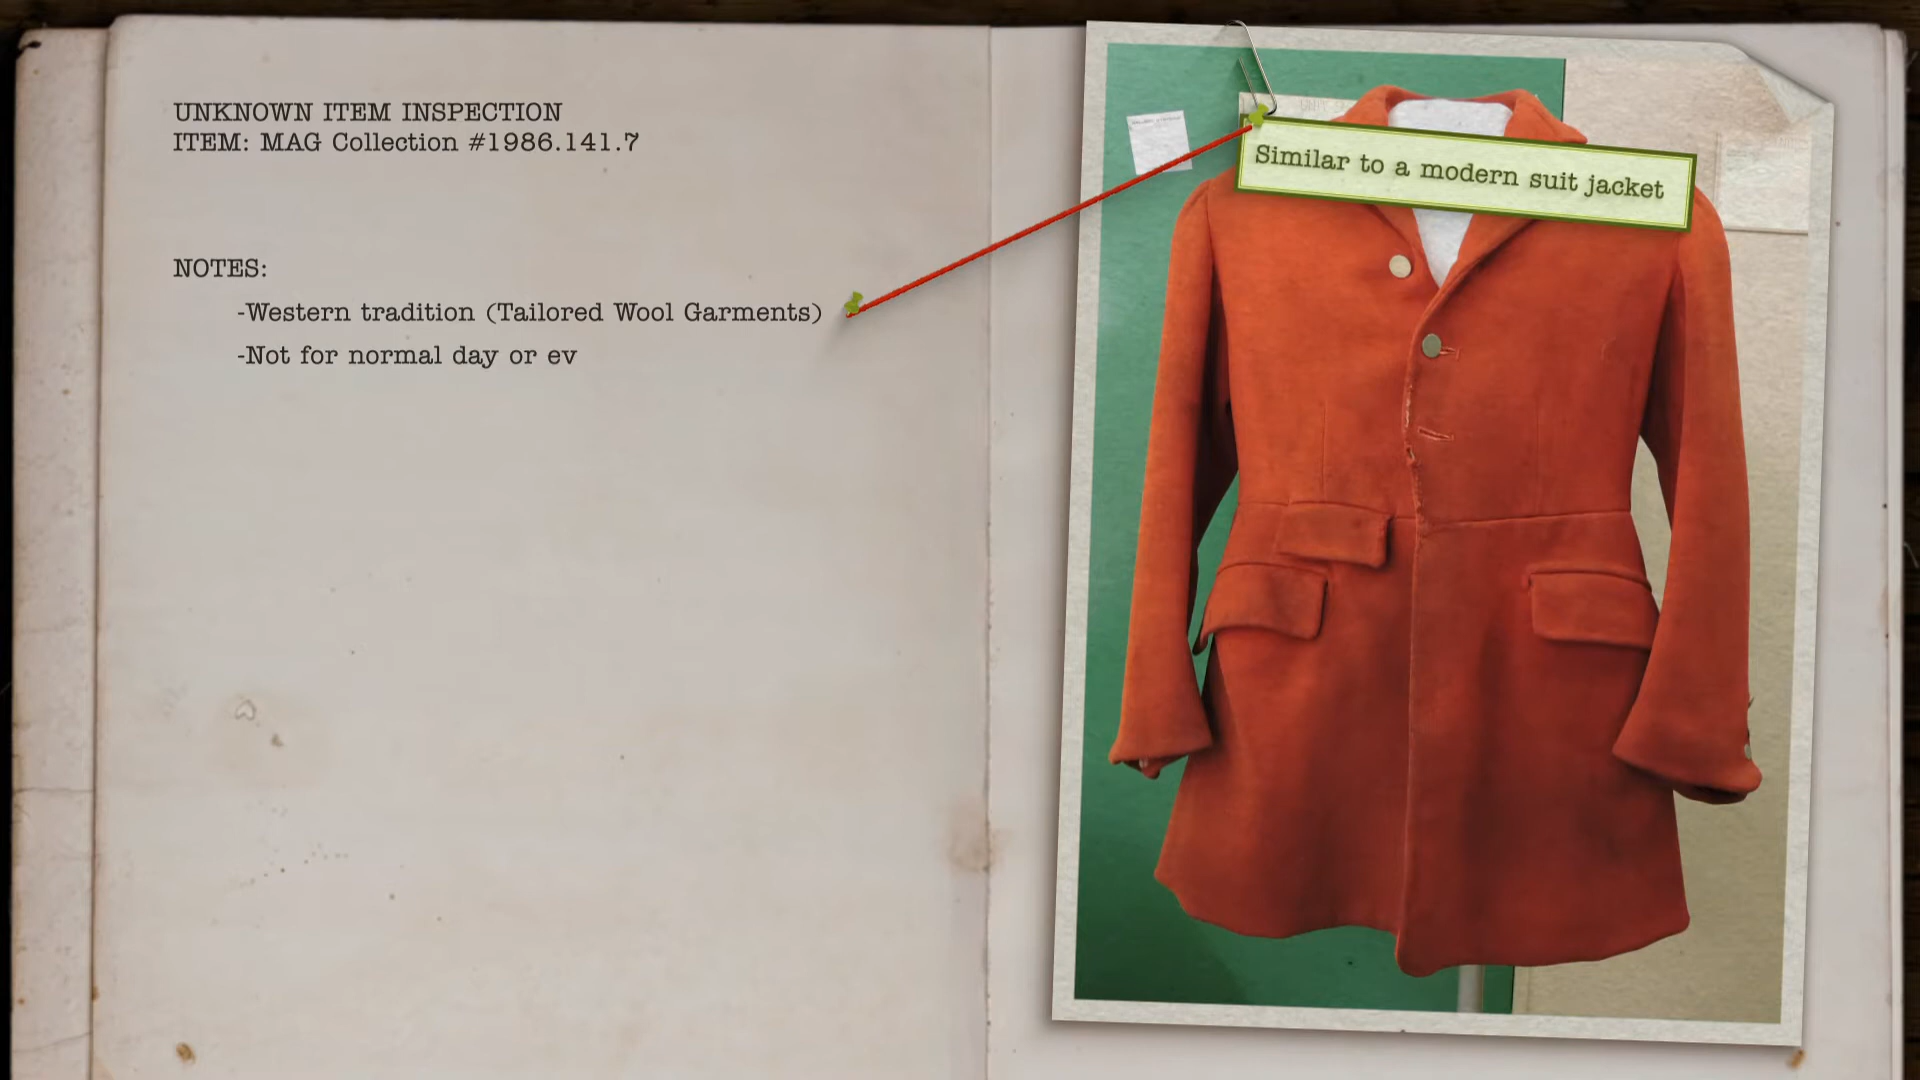 UNKNOWN ITEM INSPECTION
ITEM: MAG Collection #1986.141.7
NOTES:
-Western tradition (Tailored Wool Garments)
-Not for normal day or ev
Similar to a modern suit jacket